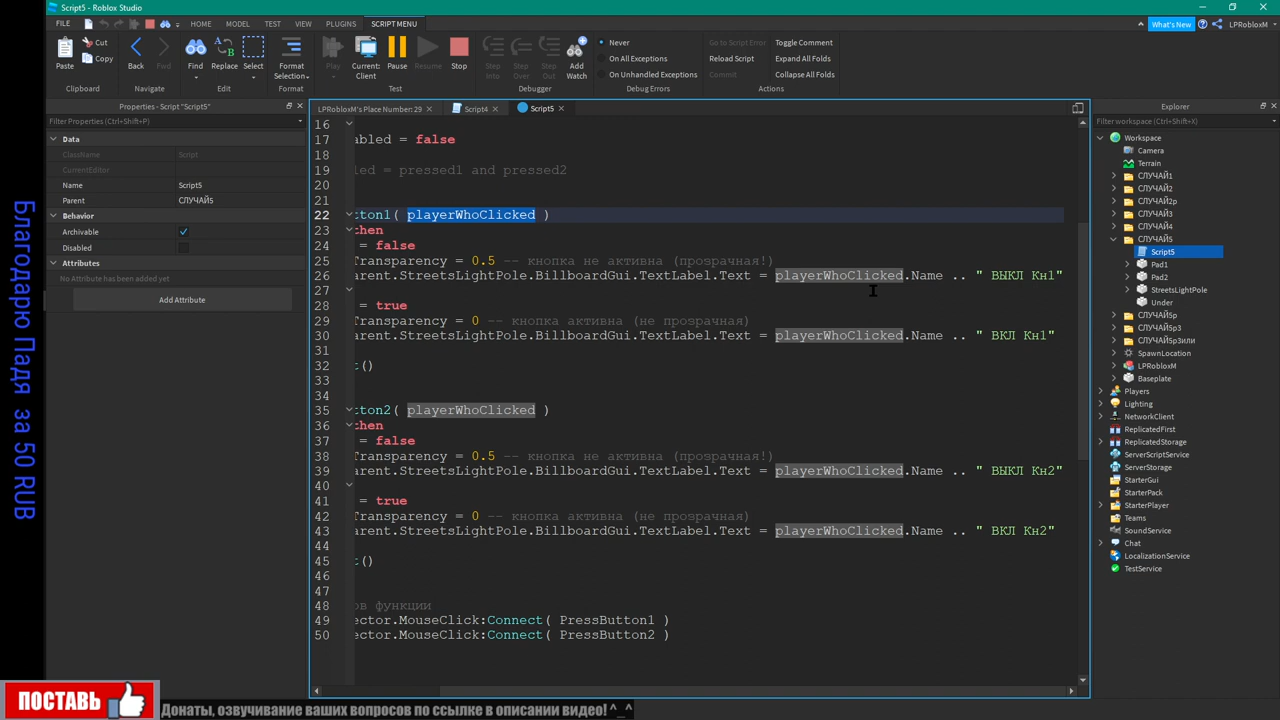 Script5 - Roblox Studio
FILE
HOME
MODEL
TEST
VIEW
PLUGINS
SCRIPT MENU
What's New
LPRobloxM
Paste
Cut
Copy
Clipboard
Back
Forward
Navigate
Find
Replace
Select
Edit
Format
Selection
Format
Play
Current:
Client
Pause
Resume
Stop
Test
Step
Into
Step
Over
Step
Out
Add
Watch
Debugger
Never
On All Exceptions
On Unhandled Exceptions
Debug Errors
Go to Script Error
Reload Script
Commit
Toggle Comment
Expand All Folds
Collapse All Folds
Actions
Properties - Script "Script5"
Filter Properties (Ctrl+Shift+P)
Data
ClassName Script
CurrentEditor
Name Script5
Parent СЛУЧАЙ5
Behavior
Archivable
Disabled
Attributes
No Attribute has been added yet
Add Attribute
LPRobloxM's Place Number: 29
Script4
Script5
16
17 abled = false
18
19 led = pressed1 and pressed2
20
21
22 tton1( playerWhoClicked )
23 then
24 = false
25 Transparency = 0.5 -- кнопка не активна (прозрачная!)
26 arent.StreetsLightPole.BillboardGui.TextLabel.Text = playerWhoClicked.Name .. " ВЫКЛ Кн1"
27
28 = true
29 Transparency = 0 -- кнопка активна (не прозрачная)
30 arent.StreetsLightPole.BillboardGui.TextLabel.Text = playerWhoClicked.Name .. " ВКЛ Кн1"
31
32 t()
33
34
35 tton2( playerWhoClicked )
36 then
37 = false
38 Transparency = 0.5 -- кнопка не активна (прозрачная!)
39 arent.StreetsLightPole.BillboardGui.TextLabel.Text = playerWhoClicked.Name .. " ВЫКЛ Кн2"
40
41 = true
42 Transparency = 0 -- кнопка активна (не прозрачная)
43 arent.StreetsLightPole.BillboardGui.TextLabel.Text = playerWhoClicked.Name .. " ВКЛ Кн2"
44
45 t()
46
47
48 ов функции
49 ector.MouseClick:Connect( PressButton1 )
50 ector.MouseClick:Connect( PressButton2 )
Explorer
Filter workspace (Ctrl+Shift+X)
Workspace
Camera
Terrain
СЛУЧАЙ1
СЛУЧАЙ2
СЛУЧАЙ2р
СЛУЧАЙ3
СЛУЧАЙ4
СЛУЧАЙ5
Script5
Pad1
Pad2
StreetsLightPole
Under
СЛУЧАЙ5р
СЛУЧАЙ5р3
СЛУЧАЙ5р3или
SpawnLocation
LPRobloxM
Baseplate
Players
Lighting
NetworkClient
ReplicatedFirst
ReplicatedStorage
ServerScriptService
ServerStorage
StarterGui
StarterPack
StarterPlayer
Teams
SoundService
Chat
LocalizationService
TestService
Благодарю Падя за 50 RUB
ПОСТАВЬ
Донаты, озвучивание ваших вопросов по ссылке в описании видео! ^_^